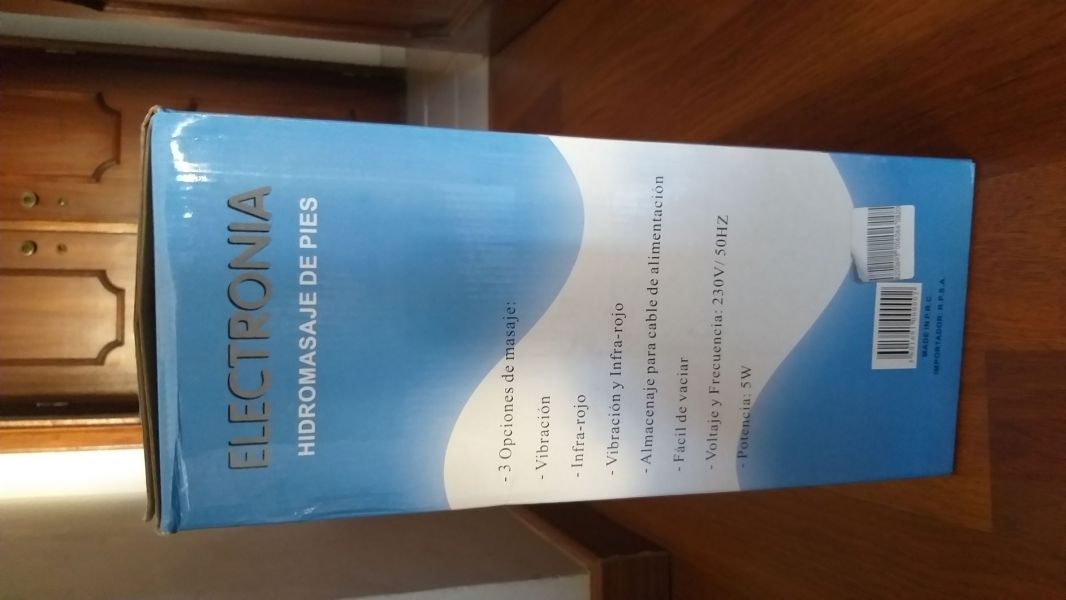 ELECTRONIA
HIDROMASAJE DE PIES
- 3 Opciones de masaje:
- Vibración
- Infra-rojo
- Vibración y Infra-rojo
- Almacenaje para cable de alimentación
- Fácil de vaciar
- Voltaje y Frecuencia: 230V/ 50HZ
- Potencia: 5W
MADE IN P.R.C.
IMPORTADOR: R.P.S.A